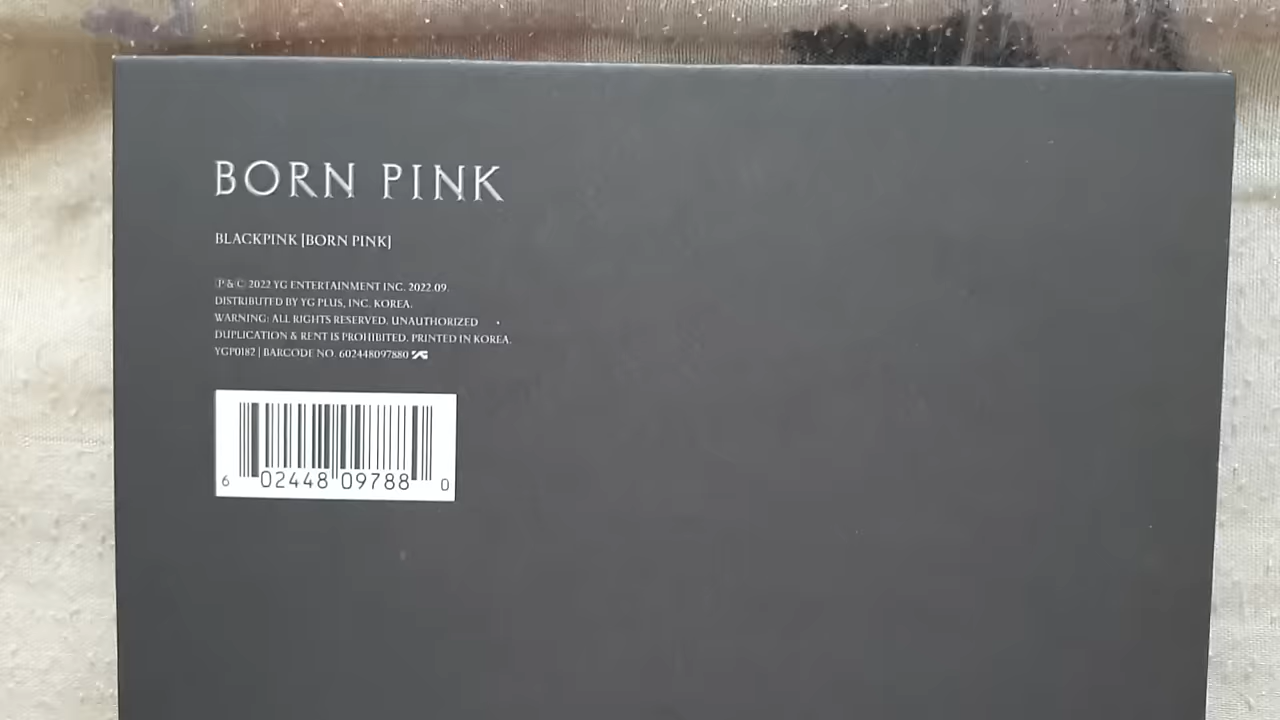 BORN PINK
BLACKPINK [BORN PINK]
℗ & © 2022 YG ENTERTAINMENT INC. 2022.09.
DISTRIBUTED BY YG PLUS, INC. KOREA.
WARNING: ALL RIGHTS RESERVED. UNAUTHORIZED
DUPLICATION & RENT IS PROHIBITED. PRINTED IN KOREA.
YGP0182 | BARCODE NO. 602448097880 YG
6 02448 09788 0